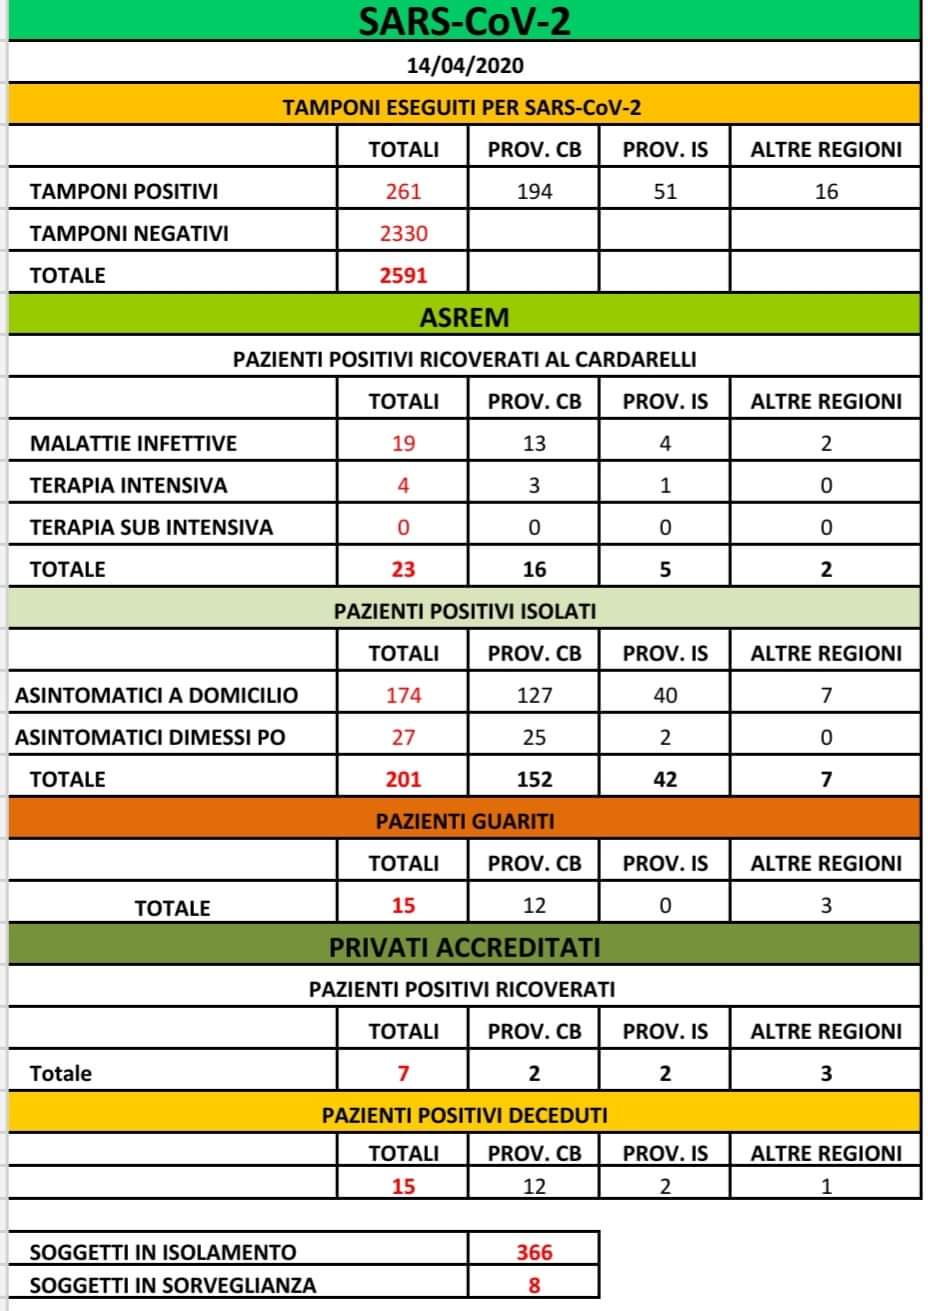 SARS-CoV-2
14/04/2020
TAMPONI ESEGUITI PER SARS-CoV-2
TOTALI PROV. CB PROV. IS ALTRE REGIONI
TAMPONI POSITIVI 261 194 51 16
TAMPONI NEGATIVI 2330
TOTALE 2591
ASREM
PAZIENTI POSITIVI RICOVERATI AL CARDARELLI
TOTALI PROV. CB PROV. IS ALTRE REGIONI
MALATTIE INFETTIVE 19 13 4 2
TERAPIA INTENSIVA 4 3 1 0
TERAPIA SUB INTENSIVA 0 0 0 0
TOTALE 23 16 5 2
PAZIENTI POSITIVI ISOLATI
TOTALI PROV. CB PROV. IS ALTRE REGIONI
ASINTOMATICI A DOMICILIO 174 127 40 7
ASINTOMATICI DIMESSI PO 27 25 2 0
TOTALE 201 152 42 7
PAZIENTI GUARITI
TOTALI PROV. CB PROV. IS ALTRE REGIONI
TOTALE 15 12 0 3
PRIVATI ACCREDITATI
PAZIENTI POSITIVI RICOVERATI
TOTALI PROV. CB PROV. IS ALTRE REGIONI
Totale 7 2 2 3
PAZIENTI POSITIVI DECEDUTI
TOTALI PROV. CB PROV. IS ALTRE REGIONI
15 12 2 1
SOGGETTI IN ISOLAMENTO 366
SOGGETTI IN SORVEGLIANZA 8